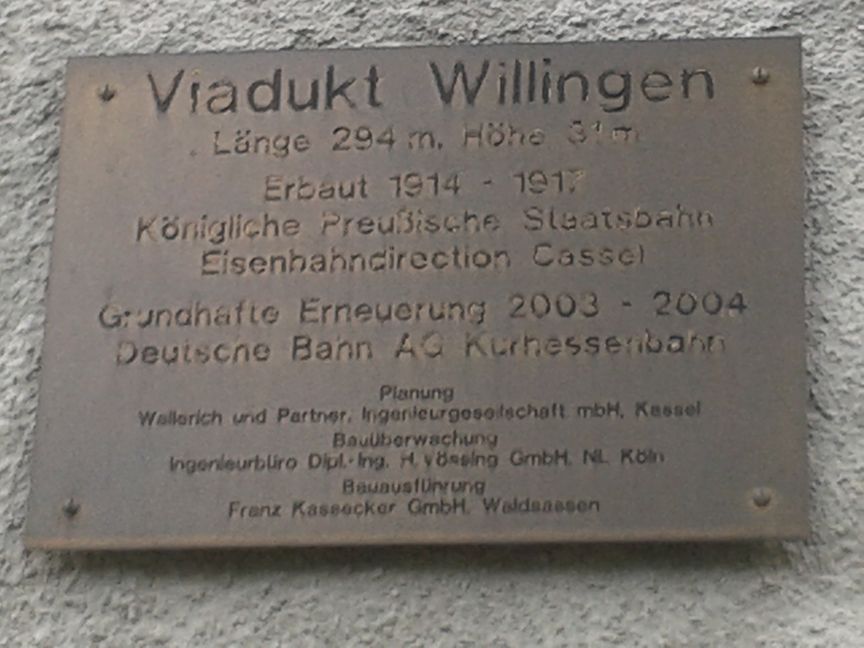 Viadukt Willingen
Länge 294 m, Höhe 31 m
Erbaut 1914 - 1917
Königliche Preußische Staatsbahn
Eisenbahndirection Cassel
Grundhafte Erneuerung 2003 - 2004
Deutsche Bahn AG Kurhessenbahn
Planung
Wallerich und Partner, Ingenieurgesellschaft mbH, Kassel
Bauüberwachung
Ingenieurbüro Dipl.-Ing. H. Vössing GmbH, NL Köln
Bauausführung
Franz Kassecker GmbH, Waldsassen